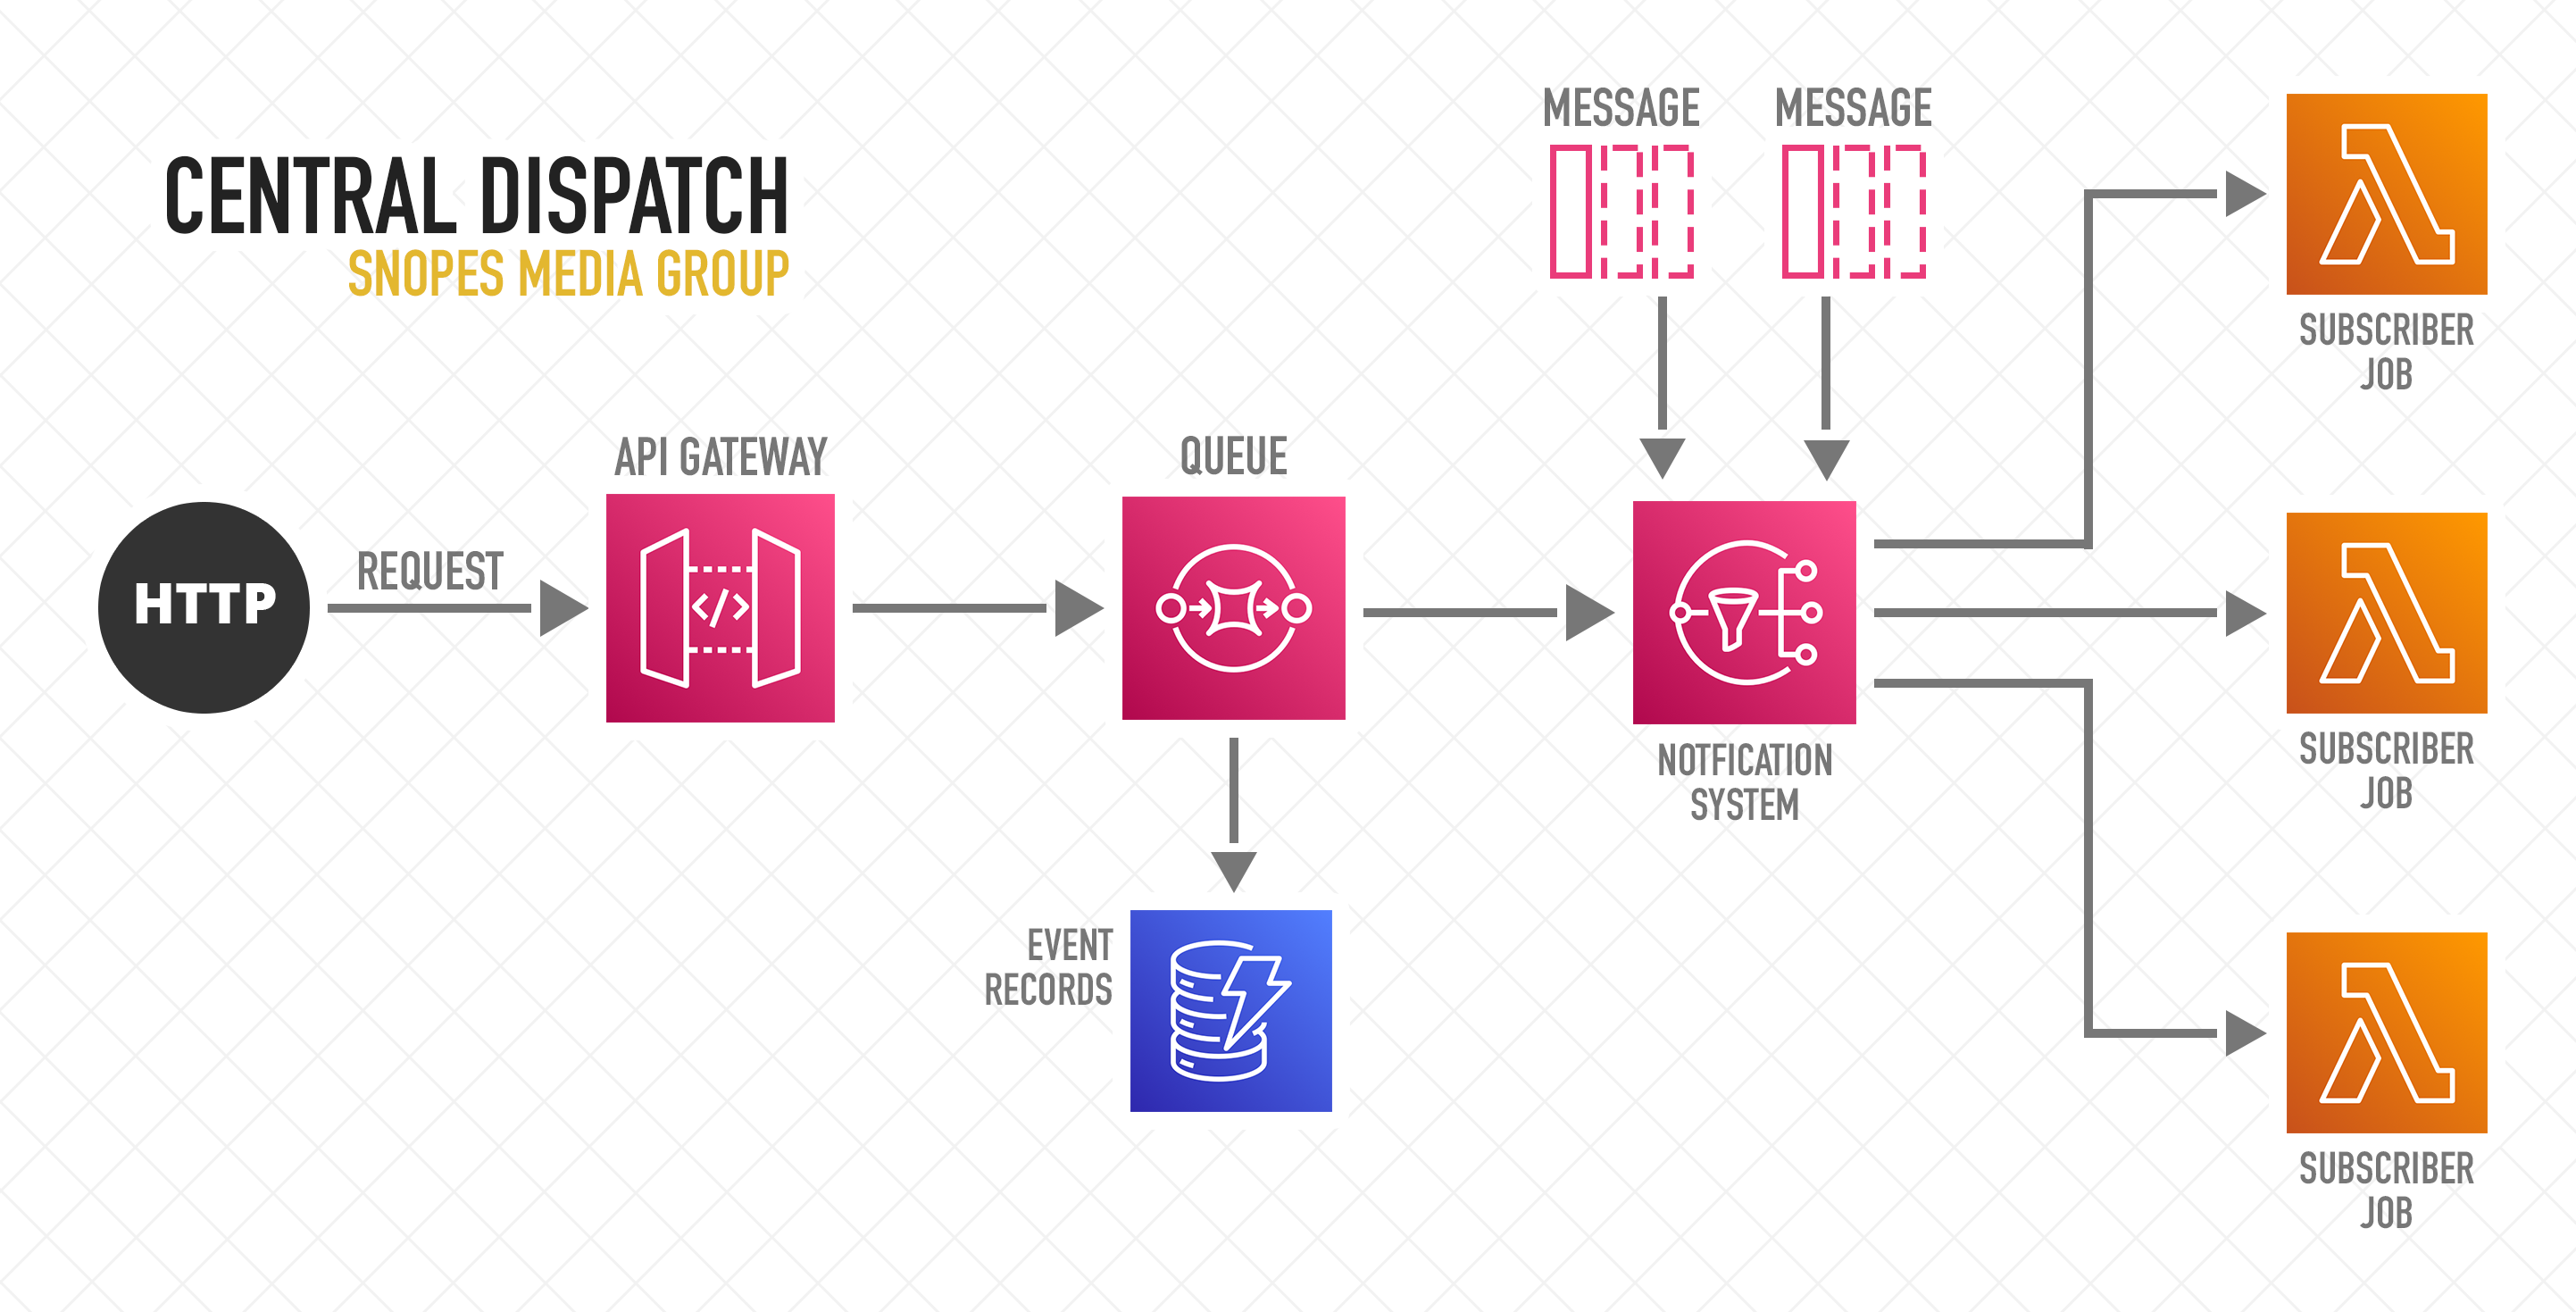 CENTRAL DISPATCH
SNOPES MEDIA GROUP
MESSAGE
MESSAGE
SUBSCRIBER
JOB
HTTP
REQUEST
API GATEWAY
</>
QUEUE
NOTFICATION
SYSTEM
SUBSCRIBER
JOB
EVENT
RECORDS
SUBSCRIBER
JOB